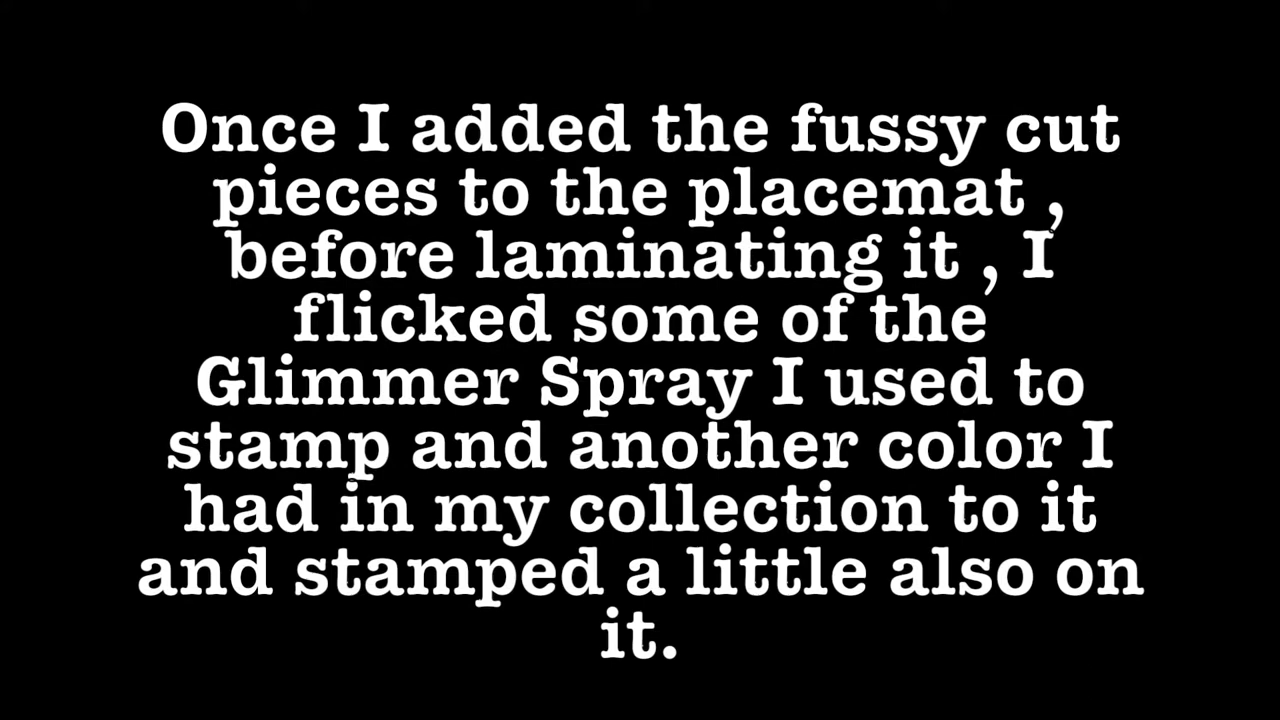 Once I added the fussy cut
pieces to the placemat ,
before laminating it , I
flicked some of the
Glimmer Spray I used to
stamp and another color I
had in my collection to it
and stamped a little also on
it.